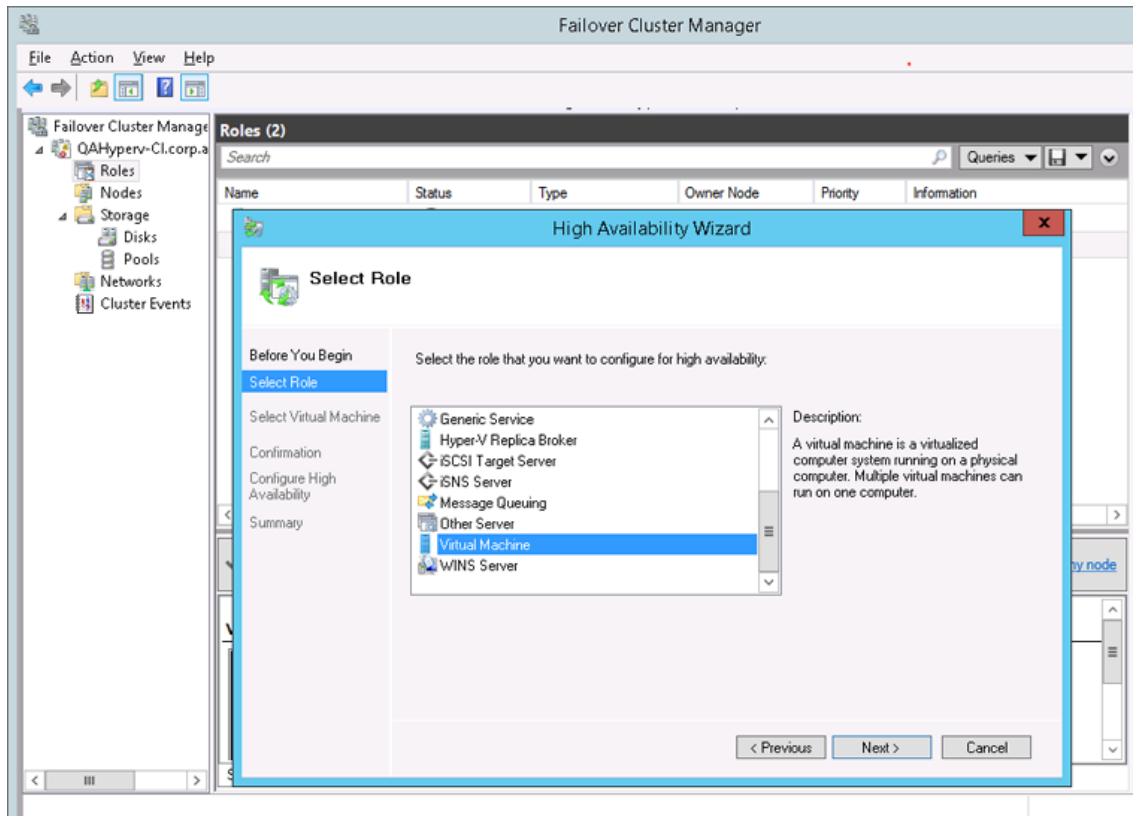 Failover Cluster Manager
File Action View Help
Failover Cluster Manage
QAHyperv-Cl.corp.a
Roles
Nodes
Storage
Disks
Pools
Networks
Cluster Events
Roles (2)
Search
Queries
Name Status Type Owner Node Priority Information
High Availability Wizard
x
Select Role
Before You Begin
Select Role
Select Virtual Machine
Confirmation
Configure High
Availability
Summary
Select the role that you want to configure for high availability:
Generic Service
Hyper-V Replica Broker
iSCSI Target Server
iSNS Server
Message Queuing
Other Server
Virtual Machine
WINS Server
Description:
A virtual machine is a virtualized
computer system running on a physical
computer. Multiple virtual machines can
run on one computer.
ny node
< Previous Next > Cancel